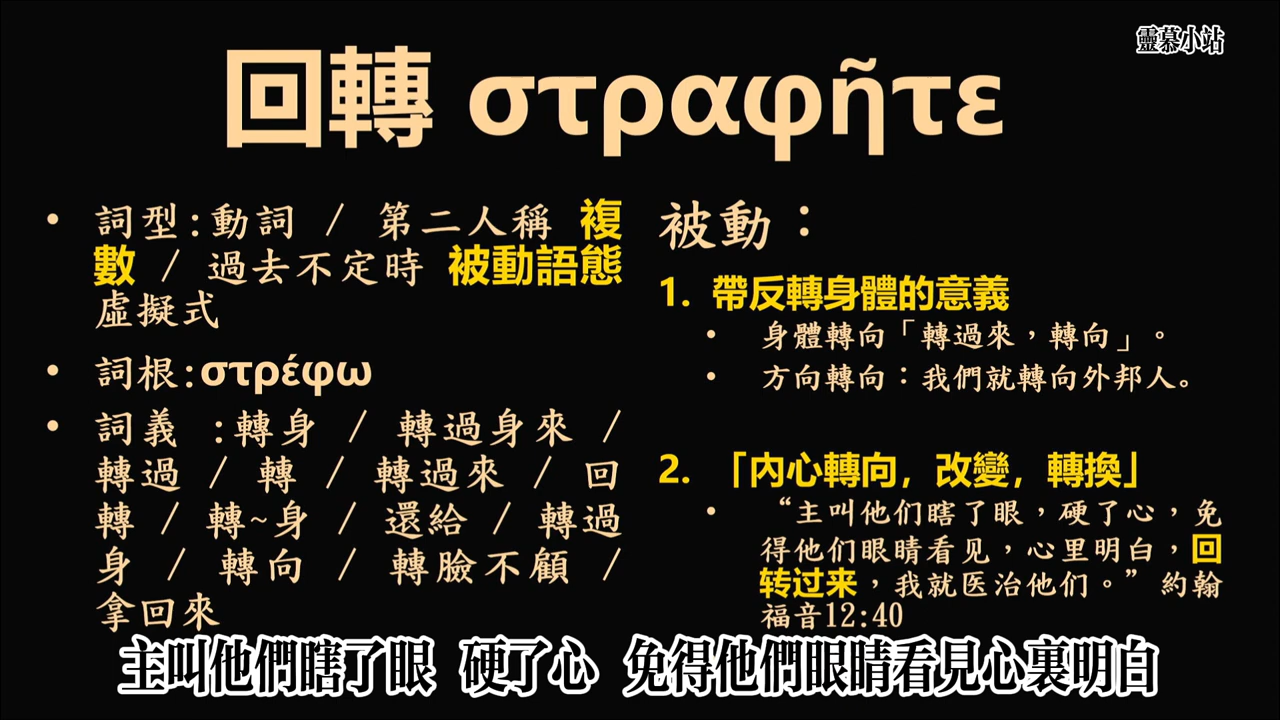 靈慕小站
回轉 στραφῆτε
• 詞型:動詞 / 第二人稱 複
數 / 過去不定時 被動語態
虛擬式
• 詞根:στρέφω
• 詞義 :轉身 / 轉過身來 /
轉過 / 轉 / 轉過來 / 回
轉 / 轉~身 / 還給 / 轉過
身 / 轉向 / 轉臉不顧 /
拿回來
被動：
1. 帶反轉身體的意義
• 身體轉向「轉過來，轉向」。
• 方向轉向：我們就轉向外邦人。
2. 「內心轉向，改變，轉換」
• “主叫他们瞎了眼，硬了心，免
得他们眼睛看见，心里明白，回
转过来，我就医治他们。” 約翰
福音12:40
主叫他們瞎了眼 硬了心 免得他們眼睛看見心裏明白